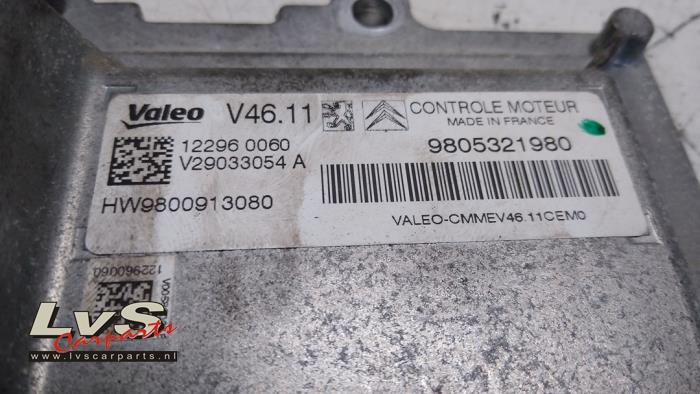 Valeo V46.11
CONTROLE MOTEUR
MADE IN FRANCE
12296 0060
V29033054 A
9805321980
HW9800913080
VALEO-CMMEV46.11CEM0
1229600060
LvS
Carparts
www.lvscarparts.nl